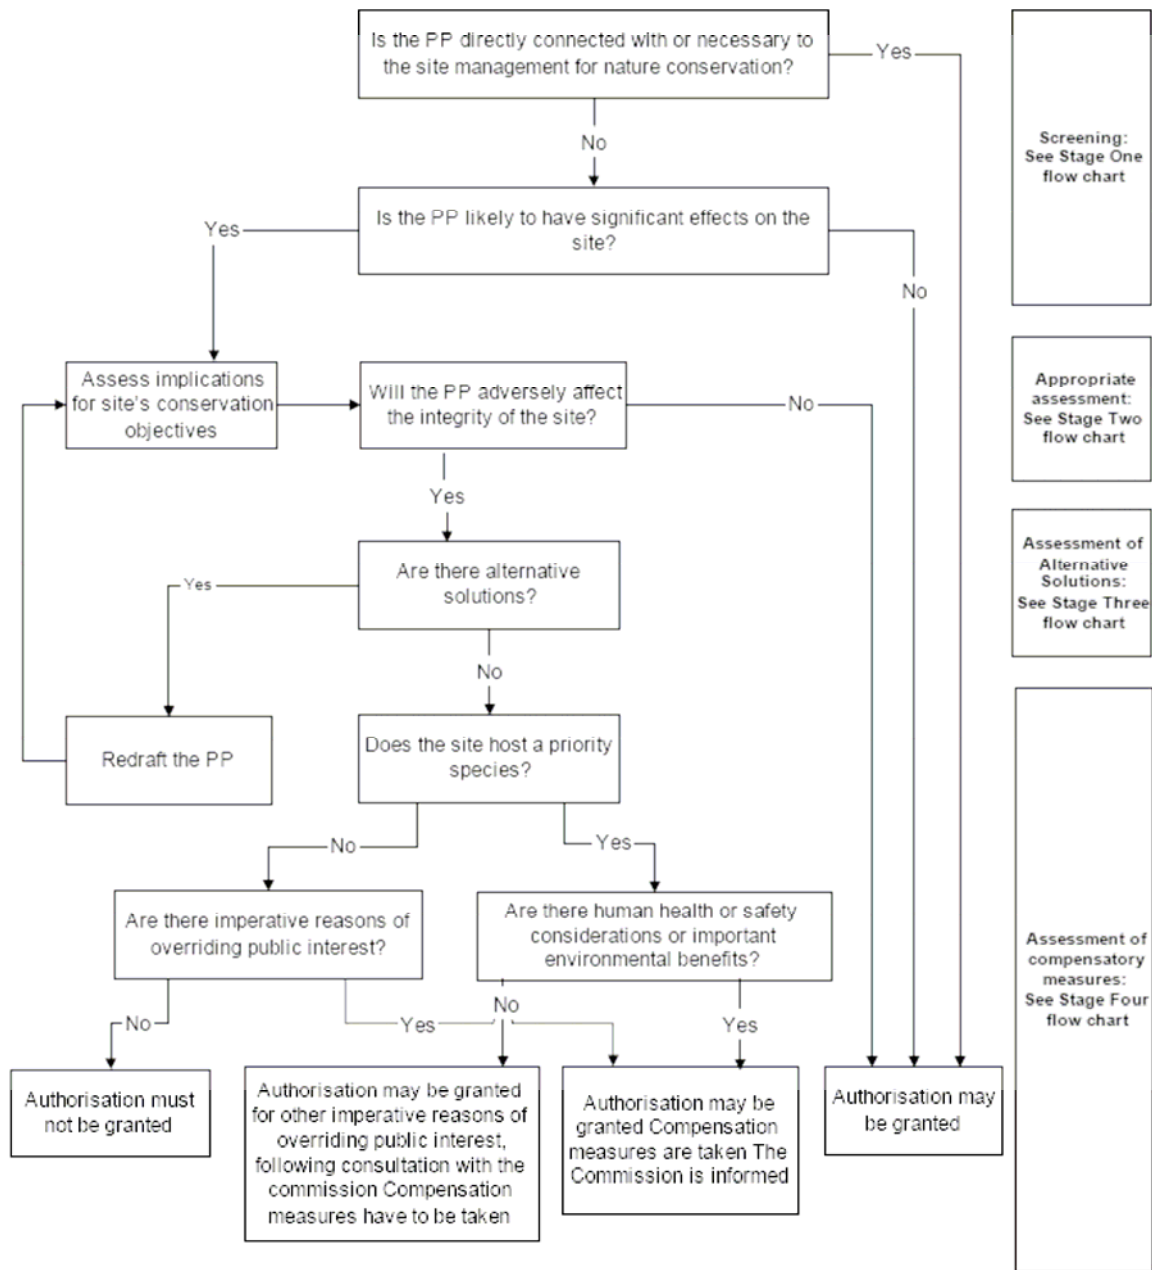 Is the PP directly connected with or necessary to
the site management for nature conservation?
Yes
No
Screening:
See Stage One
flow chart
Is the PP likely to have significant effects on the
site?
Yes
No
Assess implications
for site's conservation
objectives
Will the PP adversely affect
the integrity of the site?
No
Appropriate
assessment:
See Stage Two
flow chart
Yes
Are there alternative
solutions?
Yes
Assessment of
Alternative
Solutions:
See Stage Three
flow chart
No
Redraft the PP
Does the site host a priority
species?
No
Yes
Are there imperative reasons of
overriding public interest?
Are there human health or safety
considerations or important
environmental benefits?
Assessment of
compensatory
measures:
See Stage Four
flow chart
No
Yes
No
Yes
Authorisation must
not be granted
Authorisation may be granted
for other imperative reasons of
overriding public interest,
following consultation with the
commission Compensation
measures have to be taken
Authorisation may be
granted Compensation
measures are taken The
Commission is informed
Authorisation may
be granted